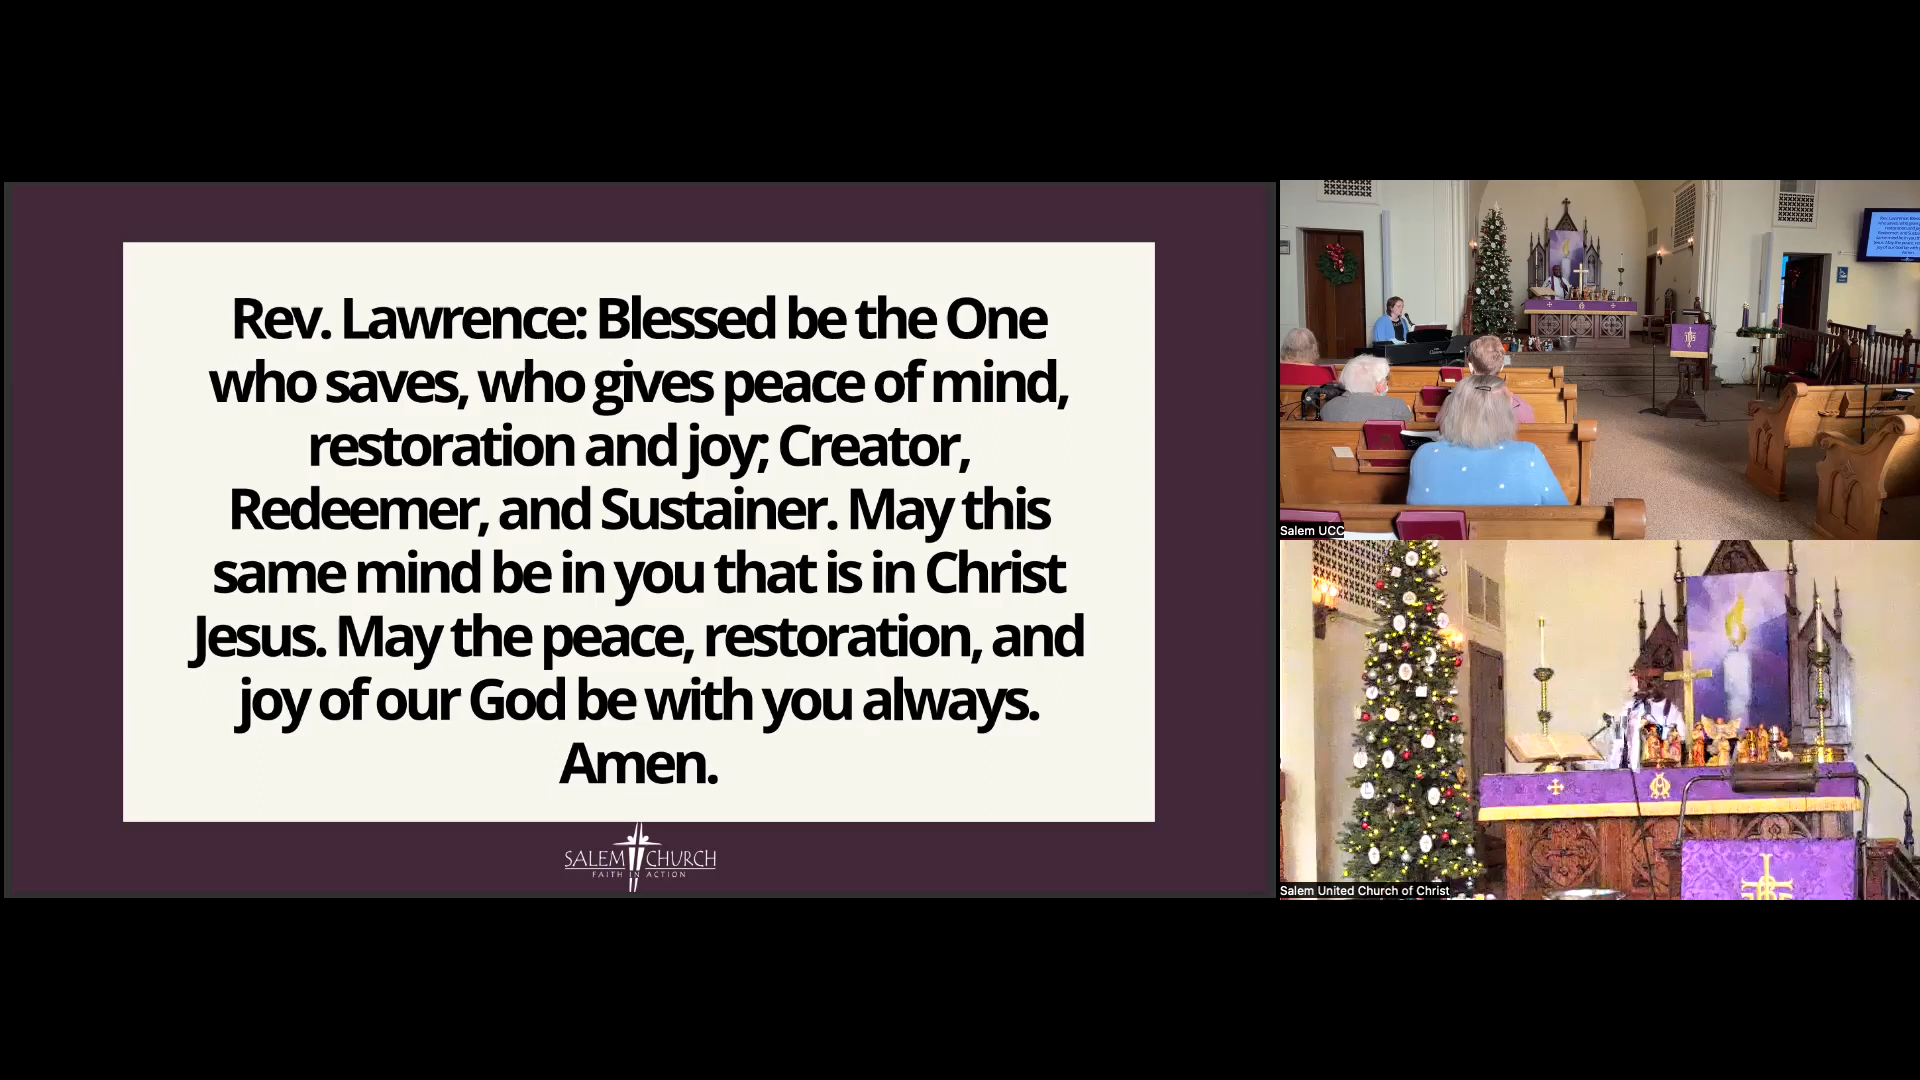 Rev. Lawrence: Blessed be the One
who saves, who gives peace of mind,
restoration and joy; Creator,
Redeemer, and Sustainer. May this
same mind be in you that is in Christ
Jesus. May the peace, restoration, and
joy of our God be with you always.
Amen.
SALEM CHURCH
FAITH IN ACTION
Salem UCC
Salem United Church of Christ